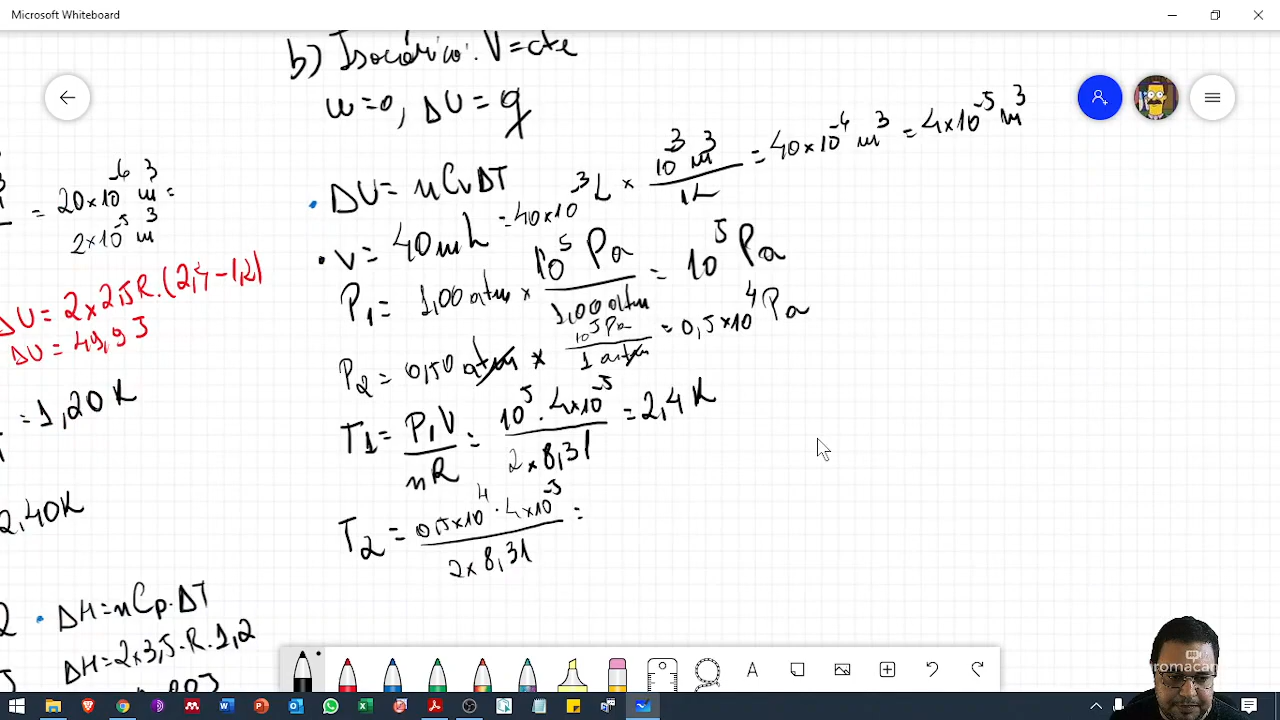 Microsoft Whiteboard
b) Isocórico: V=cte
w=0, ΔU = q
• ΔU = nCvΔT
• V = 40mL = 40×10⁻³ L × 10⁻³ m³ / 1L = 40×10⁻⁴ m³ = 4×10⁻⁵ m³
P₁ = 1,00 atm × 10⁵ Pa / 1,00 atm = 10⁵ Pa
P₂ = 0,50 atm × 10⁵ Pa / 1 atm = 0,5×10⁴ Pa
T₁ = P₁V / nR = 10⁵ · 4×10⁻⁵ / 2×8,31 = 2,4 K
T₂ = 0,5×10⁴ · 4×10⁻⁵ / 2×8,31 =
= 20×10⁻⁶ m³ =
2×10⁻⁵ m³
ΔU = 2×2,5R.(2,4-1,2)
ΔU = 49,9 J
= 1,20 K
2,40K
• ΔH = nCp.ΔT
ΔH = 2×3,5.R.1,2
A